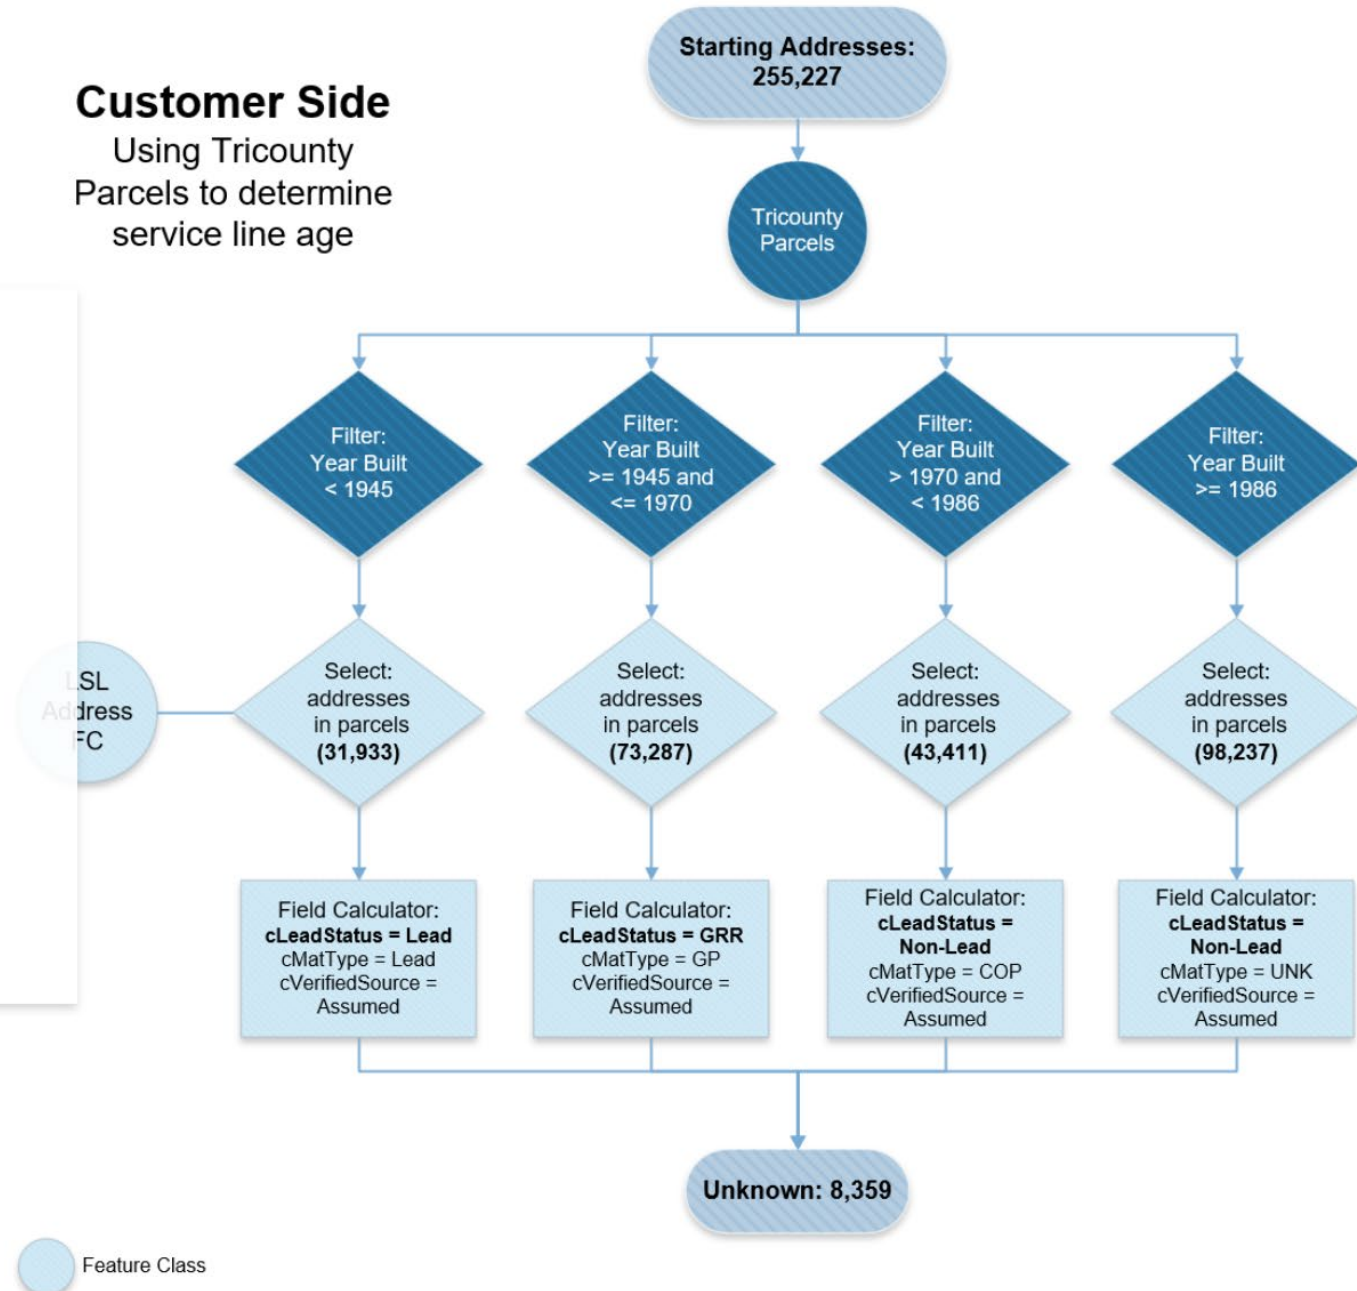 Starting Addresses:
255,227
Customer Side
Using Tricounty
Parcels to determine
service line age
Tricounty
Parcels
Filter:
Year Built
< 1945
Filter:
Year Built
>= 1945 and
<= 1970
Filter:
Year Built
> 1970 and
< 1986
Filter:
Year Built
>= 1986
LSL
Address
FC
Select:
addresses
in parcels
(31,933)
Select:
addresses
in parcels
(73,287)
Select:
addresses
in parcels
(43,411)
Select:
addresses
in parcels
(98,237)
Field Calculator:
cLeadStatus = Lead
cMatType = Lead
cVerifiedSource =
Assumed
Field Calculator:
cLeadStatus = GRR
cMatType = GP
cVerifiedSource =
Assumed
Field Calculator:
cLeadStatus =
Non-Lead
cMatType = COP
cVerifiedSource =
Assumed
Field Calculator:
cLeadStatus =
Non-Lead
cMatType = UNK
cVerifiedSource =
Assumed
Unknown: 8,359
Feature Class